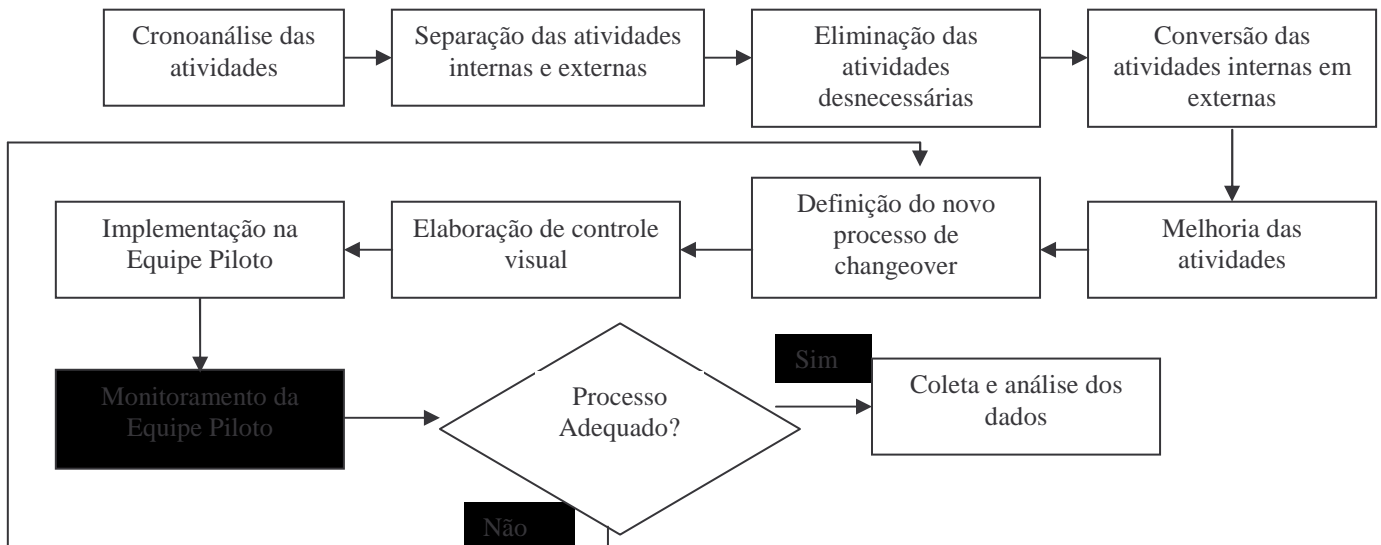 Cronoanálise das
atividades
Separação das atividades
internas e externas
Eliminação das
atividades
desnecessárias
Conversão das
atividades internas em
externas
Melhoria das
atividades
Definição do novo
processo de
changeover
Elaboração de controle
visual
Implementação na
Equipe Piloto
Monitoramento da
Equipe Piloto
Processo
Adequado?
Sim
Coleta e análise dos
dados
Não